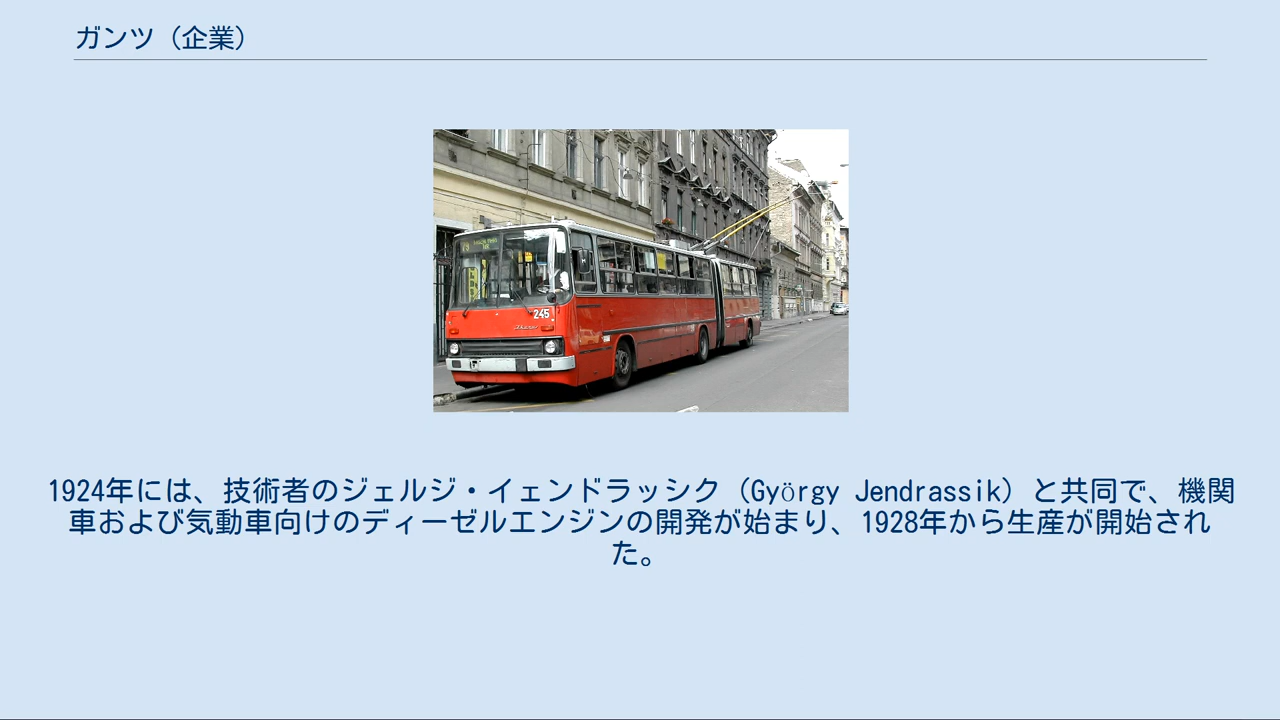 ガンツ（企業）
245
1924年には、技術者のジェルジ・イェンドラッシク（György Jendrassik）と共同で、機関
車および気動車向けのディーゼルエンジンの開発が始まり、1928年から生産が開始され
た。